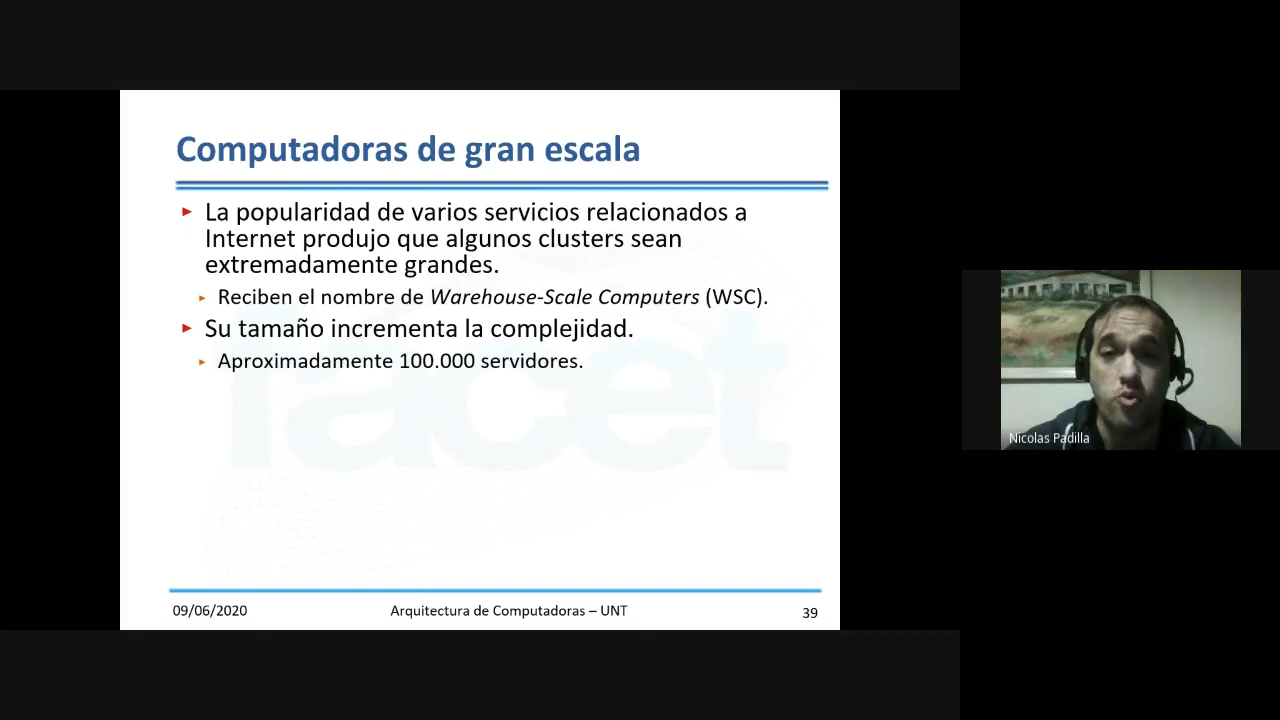 Computadoras de gran escala
La popularidad de varios servicios relacionados a
Internet produjo que algunos clusters sean
extremadamente grandes.
Reciben el nombre de Warehouse-Scale Computers (WSC).
Su tamaño incrementa la complejidad.
Aproximadamente 100.000 servidores.
facet
09/06/2020
Arquitectura de Computadoras – UNT
39
Nicolas Padilla